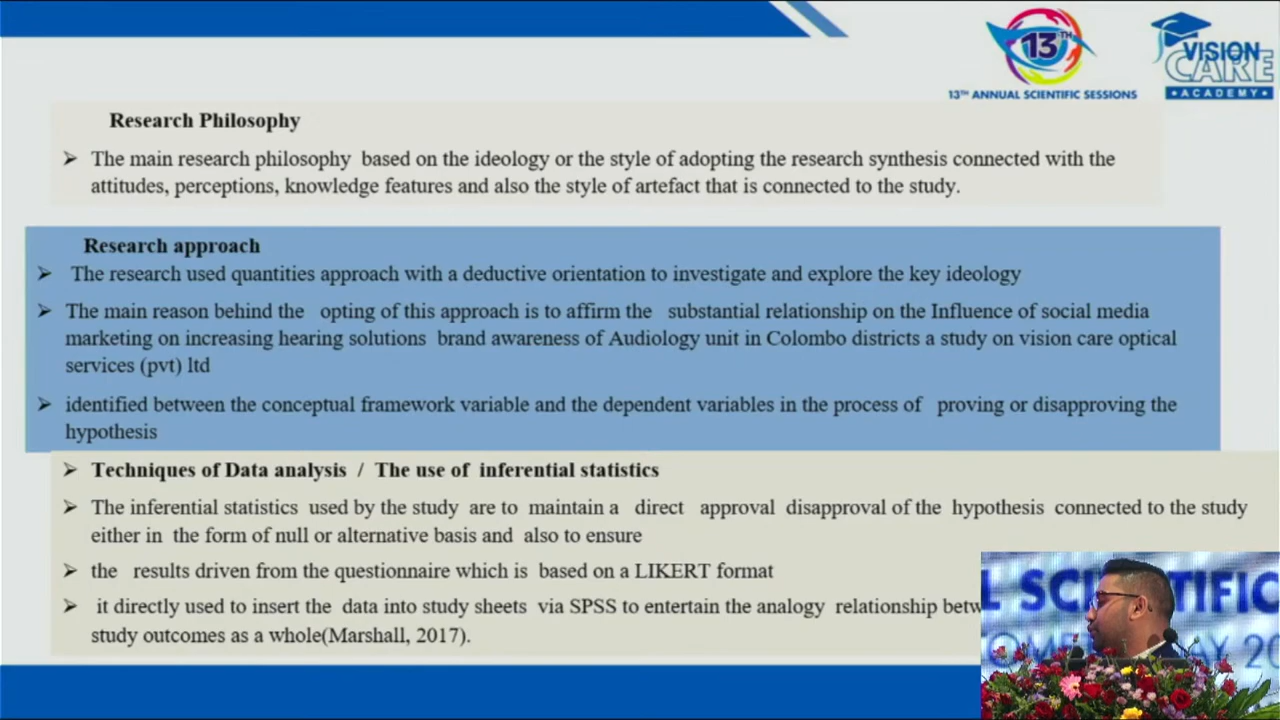 13TH
13TH ANNUAL SCIENTIFIC SESSIONS
VISION
CARE
•ACADEMY•
Research Philosophy
➢ The main research philosophy based on the ideology or the style of adopting the research synthesis connected with the
attitudes, perceptions, knowledge features and also the style of artefact that is connected to the study.
Research approach
➢ The research used quantities approach with a deductive orientation to investigate and explore the key ideology
➢ The main reason behind the opting of this approach is to affirm the substantial relationship on the Influence of social media
marketing on increasing hearing solutions brand awareness of Audiology unit in Colombo districts a study on vision care optical
services (pvt) ltd
➢ identified between the conceptual framework variable and the dependent variables in the process of proving or disapproving the
hypothesis
➢ Techniques of Data analysis / The use of inferential statistics
➢ The inferential statistics used by the study are to maintain a direct approval disapproval of the hypothesis connected to the study
either in the form of null or alternative basis and also to ensure
➢ the results driven from the questionnaire which is based on a LIKERT format
➢ it directly used to insert the data into study sheets via SPSS to entertain the analogy relationship betw
study outcomes as a whole(Marshall, 2017).
L SC TIFIC